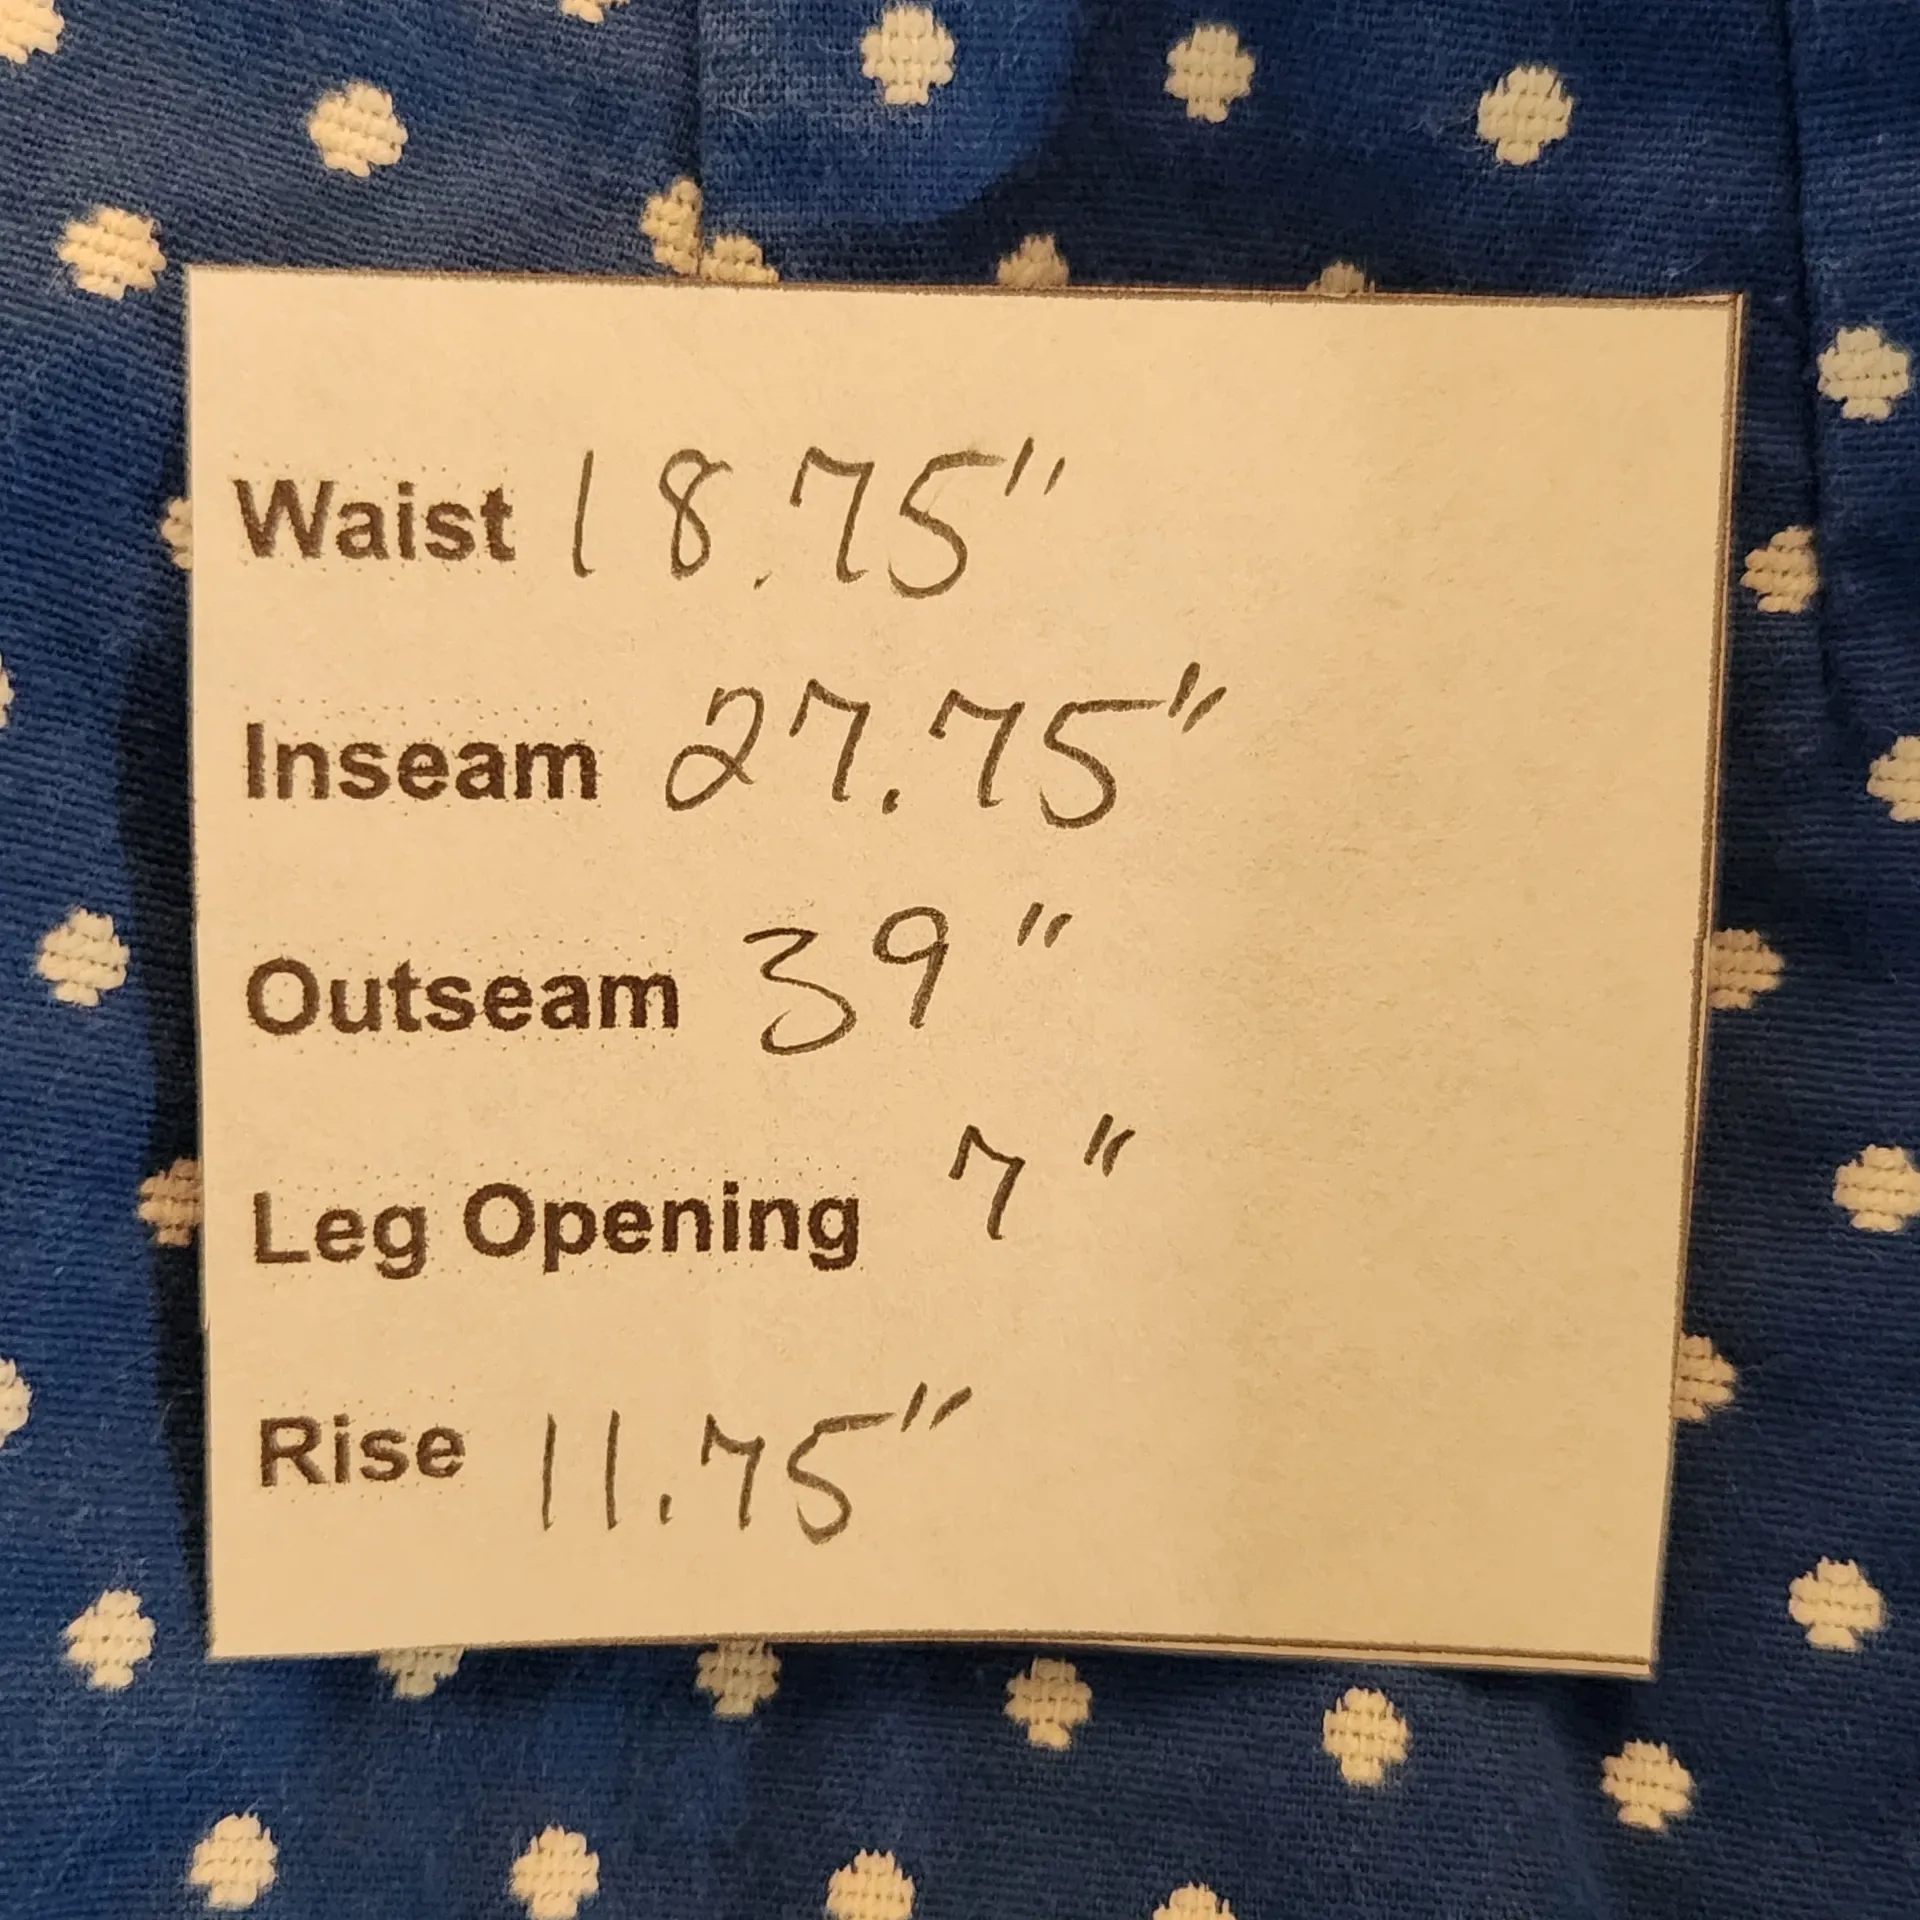 Waist 18.75"
Inseam 27.75"
Outseam 39"
Leg Opening 7"
Rise 11.75"